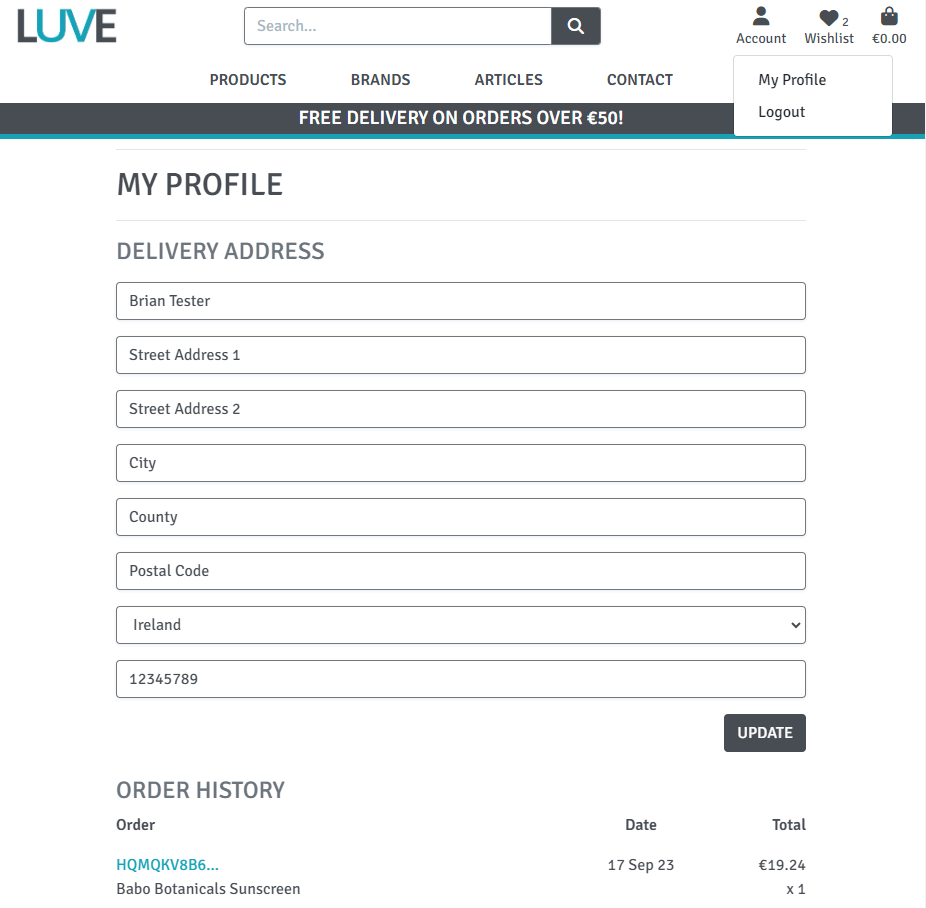 LUVE
Search...
Account
Wishlist 2
€0.00
PRODUCTS BRANDS ARTICLES CONTACT
My Profile
Logout
FREE DELIVERY ON ORDERS OVER €50!
MY PROFILE
DELIVERY ADDRESS
Brian Tester
Street Address 1
Street Address 2
City
County
Postal Code
Ireland
12345789
UPDATE
ORDER HISTORY
Order Date Total
HQMQKV8B6... 17 Sep 23 €19.24
Babo Botanicals Sunscreen x 1